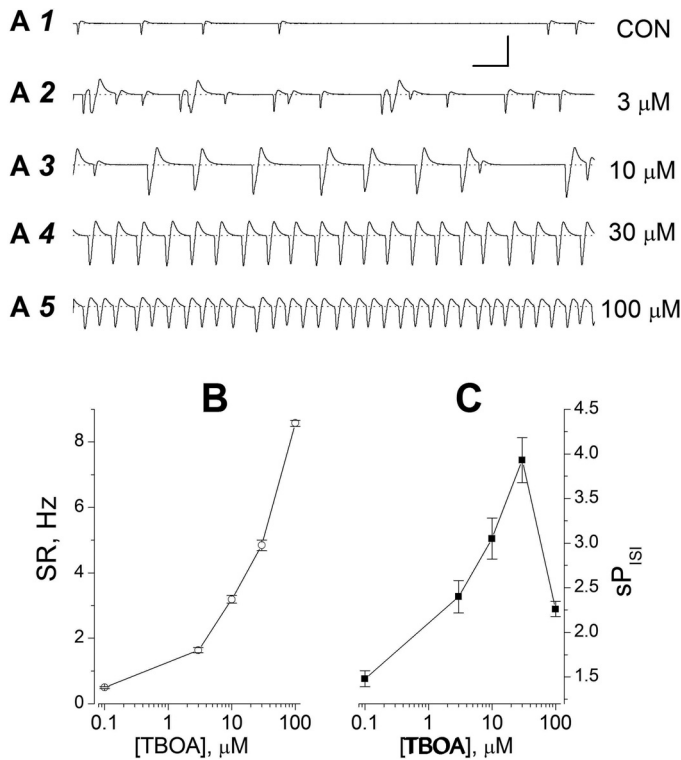 A 1 CON
A 2 3 μM
A 3 10 μM
A 4 30 μM
A 5 100 μM
B
SR, Hz
8
6
4
2
0
0.1 1 10 100
[TBOA], μM
C
4.5
4.0
3.5
3.0
2.5
2.0
1.5
sP_ISI
0.1 1 10 100
[TBOA], μM